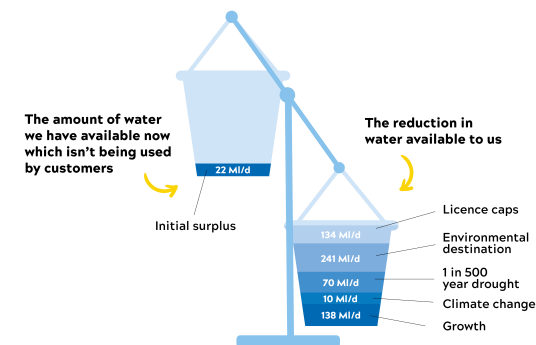 The amount of water
we have available now
which isn't being used
by customers
22 Ml/d
Initial surplus
The reduction in
water available to us
134 Ml/d
Licence caps
241 Ml/d
Environmental
destination
70 Ml/d
1 in 500
year drought
10 Ml/d
Climate change
138 Ml/d
Growth